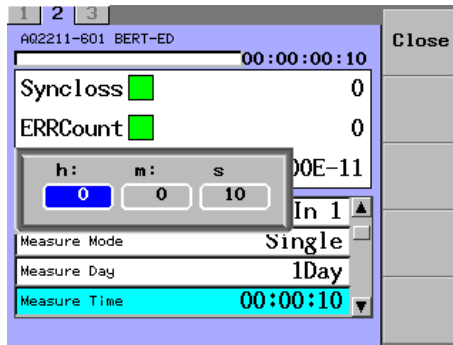 1 2 3
AQ2211-601 BERT-ED
Close
00:00:00:10
Syncloss 0
ERRCount 0
00E-11
h: m: s
0 0 10
In 1
Measure Mode Single
Measure Day 1Day
Measure Time 00:00:10